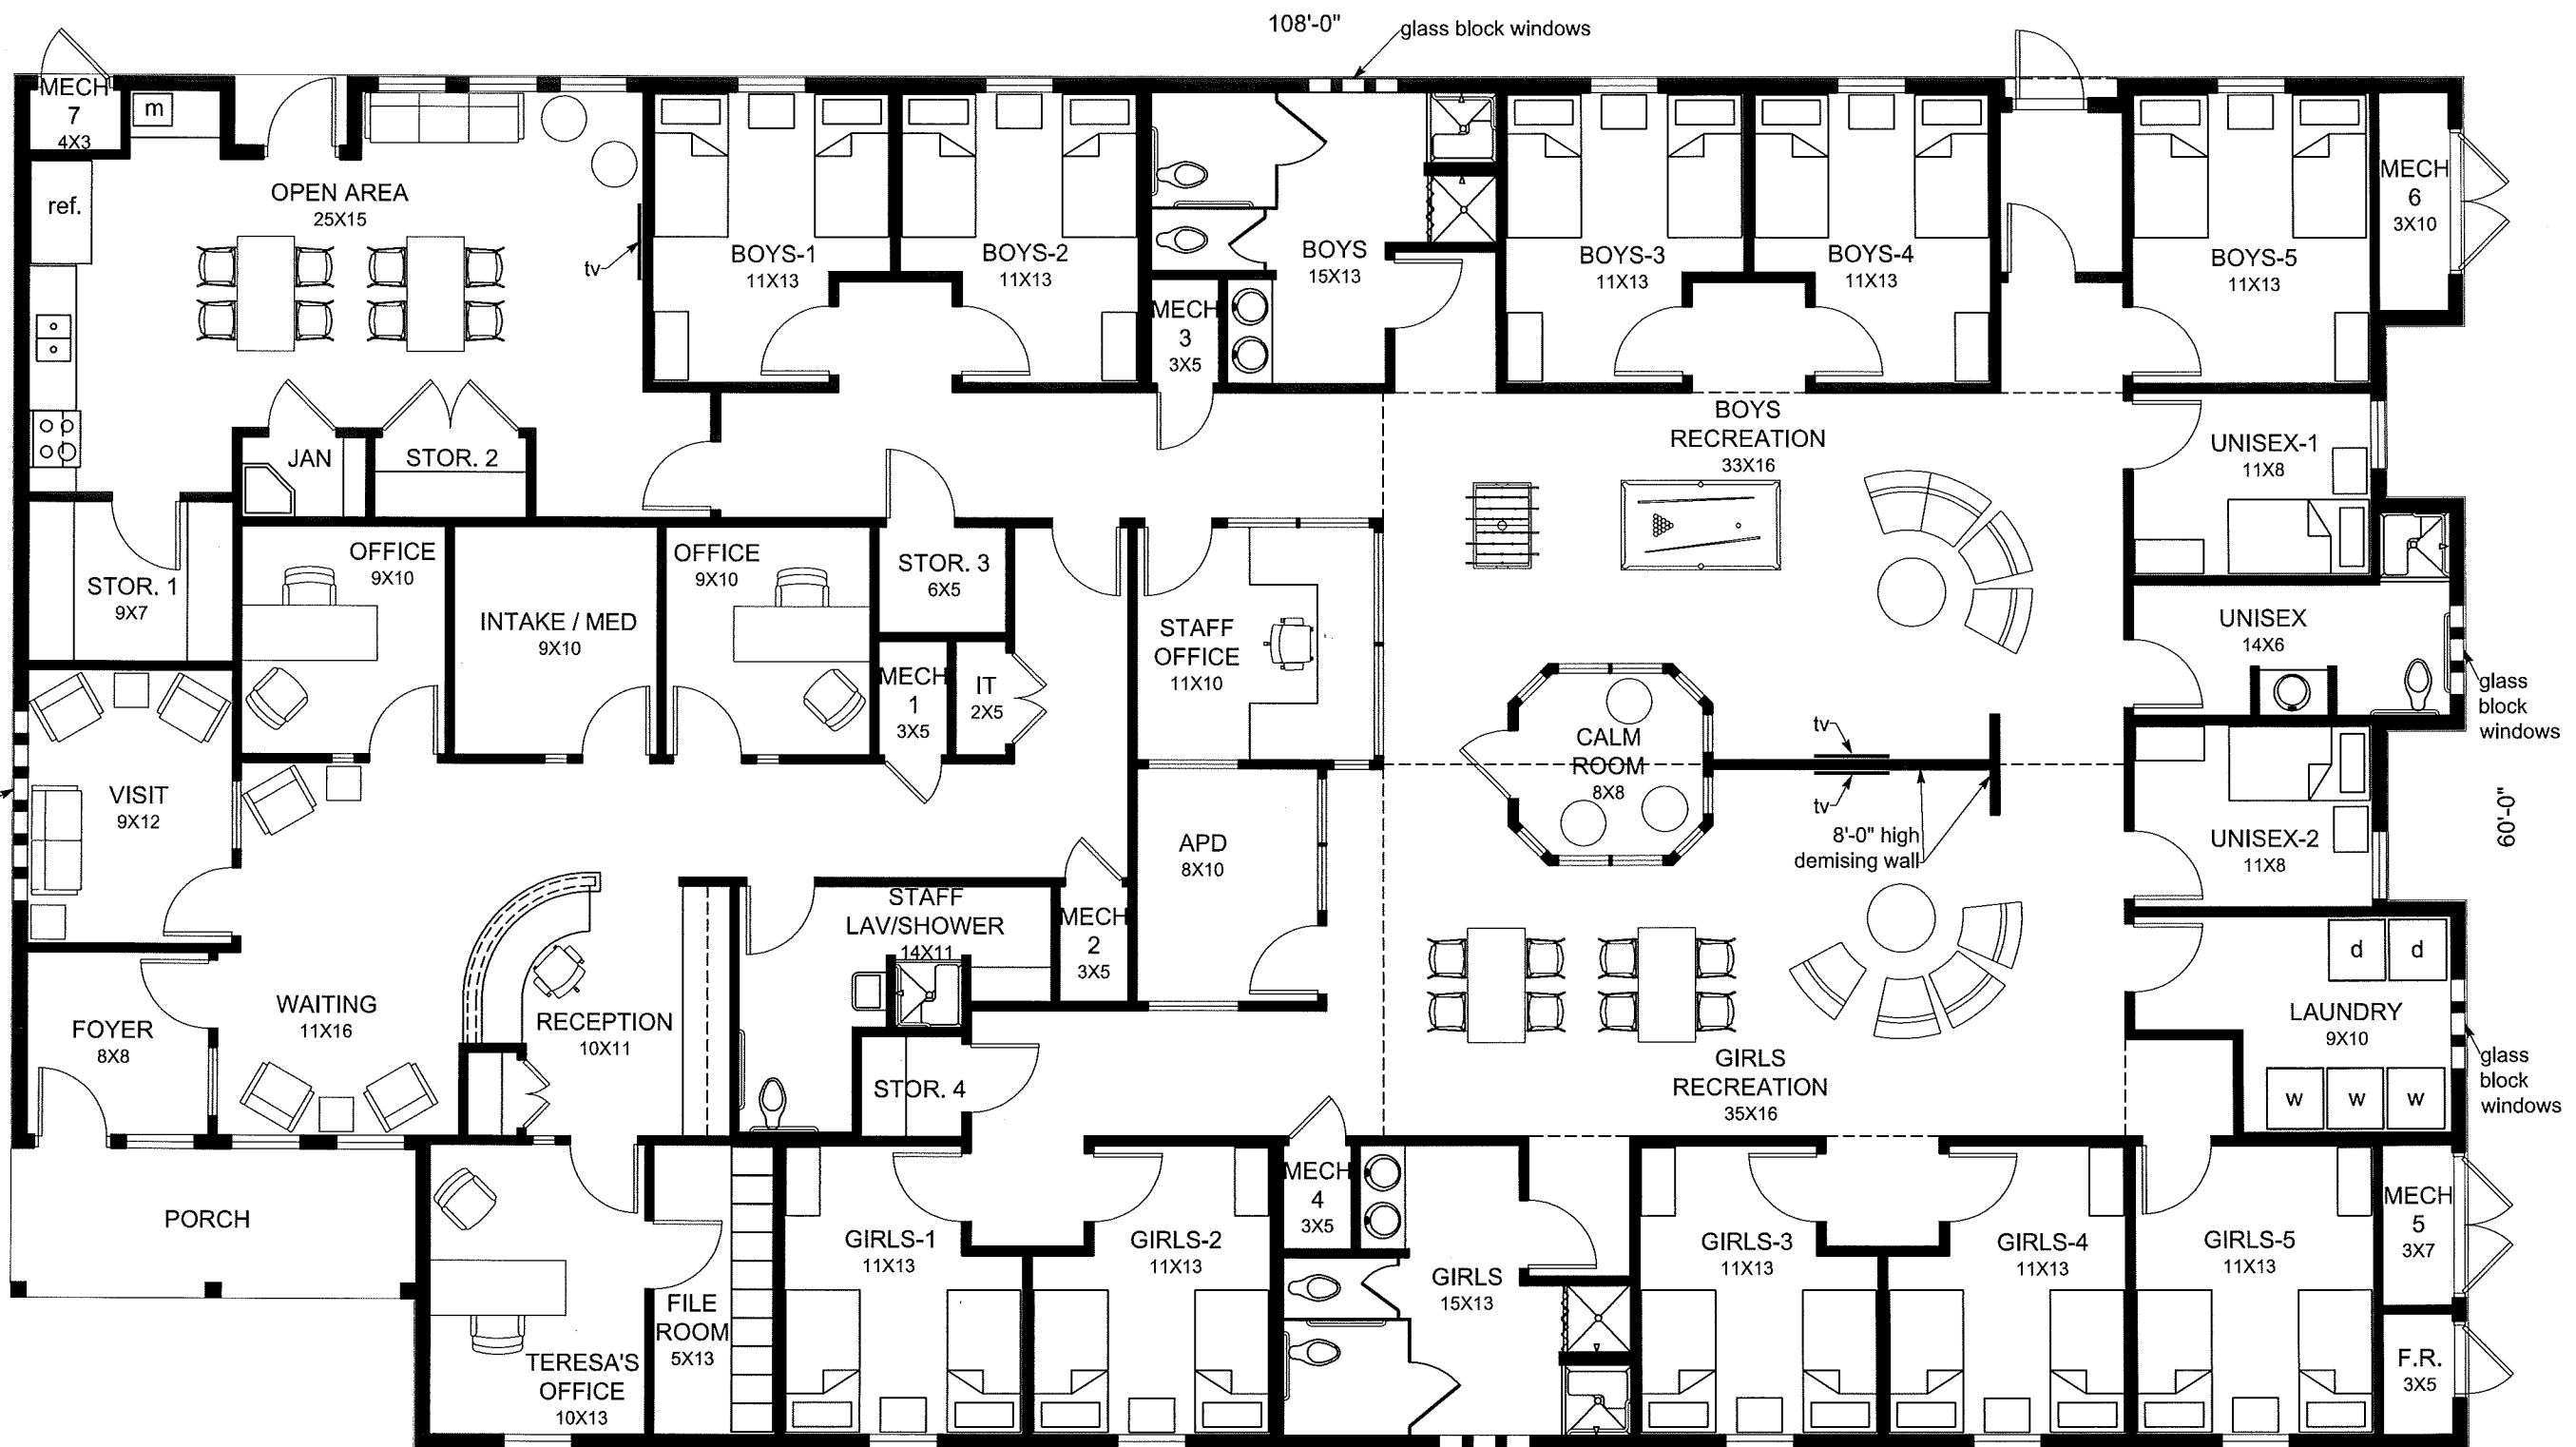 108'-0"
glass block windows
MECH
7
4X3
m
ref.
OPEN AREA
25X15
tv
BOYS-1
11X13
BOYS-2
11X13
BOYS
15X13
MECH
3
3X5
BOYS-3
11X13
BOYS-4
11X13
BOYS-5
11X13
MECH
6
3X10
JAN
STOR. 2
BOYS
RECREATION
33X16
UNISEX-1
11X8
STOR. 1
9X7
OFFICE
9X10
INTAKE / MED
9X10
OFFICE
9X10
STOR. 3
6X5
MECH
1
3X5
IT
2X5
STAFF
OFFICE
11X10
UNISEX
14X6
glass
block
windows
CALM
ROOM
8X8
tv
tv
8'-0" high
demising wall
60'-0"
VISIT
9X12
APD
8X10
UNISEX-2
11X8
STAFF
LAV/SHOWER
14X11
MECH
2
3X5
d
d
LAUNDRY
9X10
w
w
w
glass
block
windows
FOYER
8X8
WAITING
11X16
RECEPTION
10X11
STOR. 4
GIRLS
RECREATION
35X16
PORCH
TERESA'S
OFFICE
10X13
FILE
ROOM
5X13
GIRLS-1
11X13
GIRLS-2
11X13
MECH
4
3X5
GIRLS
15X13
GIRLS-3
11X13
GIRLS-4
11X13
GIRLS-5
11X13
MECH
5
3X7
F.R.
3X5